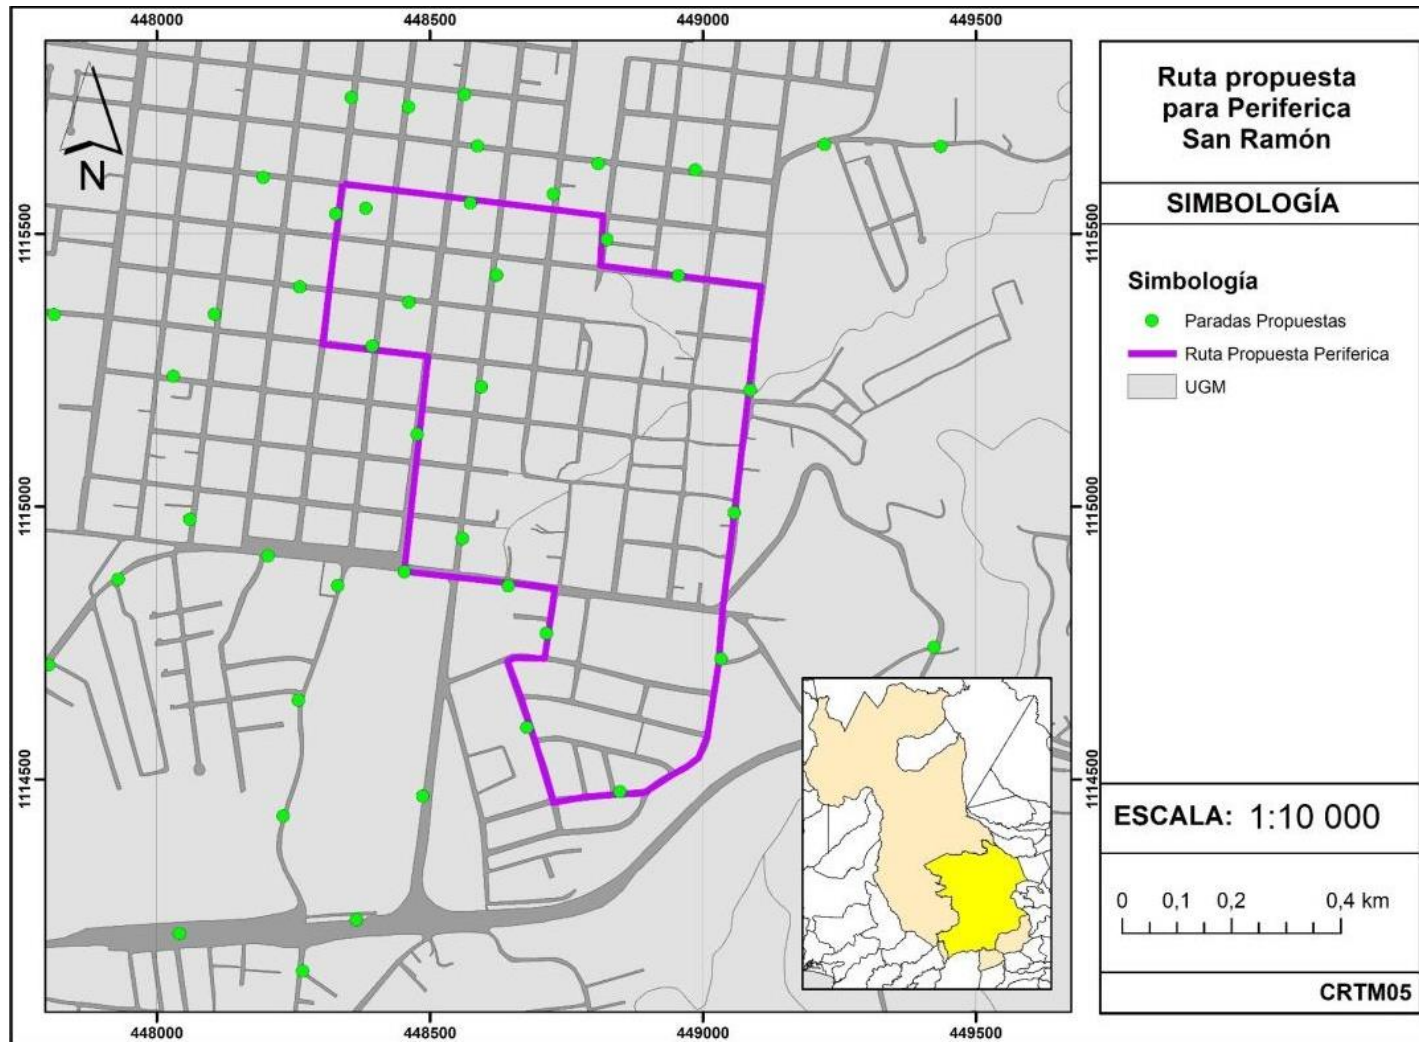 448000
448500
449000
449500
1115500
1115000
1114500
N
1115500
1115000
1114500
448000
448500
449000
449500
Ruta propuesta
para Periferica
San Ramón
SIMBOLOGÍA
Simbología
Paradas Propuestas
Ruta Propuesta Periferica
UGM
ESCALA: 1:10 000
0 0,1 0,2 0,4 km
CRTM05